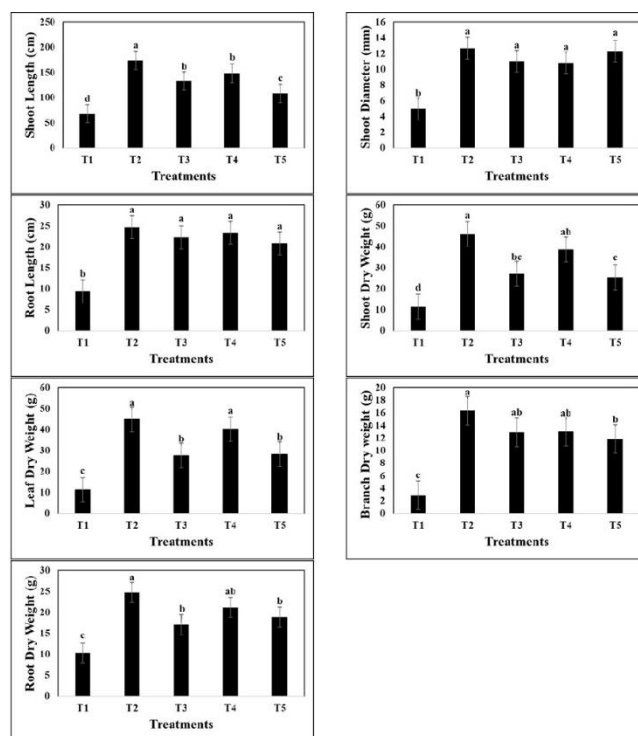 Shoot Length (cm)
250
200
150
100
50
0
d
a
b
b
c
T1 T2 T3 T4 T5
Treatments
Shoot Diameter (mm)
16
14
12
10
8
6
4
2
0
b
a
a
a
a
T1 T2 T3 T4 T5
Treatments
Root Length (cm)
30
25
20
15
10
5
0
b
a
a
a
a
T1 T2 T3 T4 T5
Treatments
Shoot Dry Weight (g)
60
50
40
30
20
10
0
d
a
bc
ab
c
T1 T2 T3 T4 T5
Treatments
Leaf Dry Weight (g)
60
50
40
30
20
10
0
c
a
b
a
b
T1 T2 T3 T4 T5
Treatments
Branch Dry weight (g)
20
18
16
14
12
10
8
6
4
2
0
c
a
ab
ab
b
T1 T2 T3 T4 T5
Treatments
Root Dry Weight (g)
30
25
20
15
10
5
0
c
a
b
ab
b
T1 T2 T3 T4 T5
Treatments